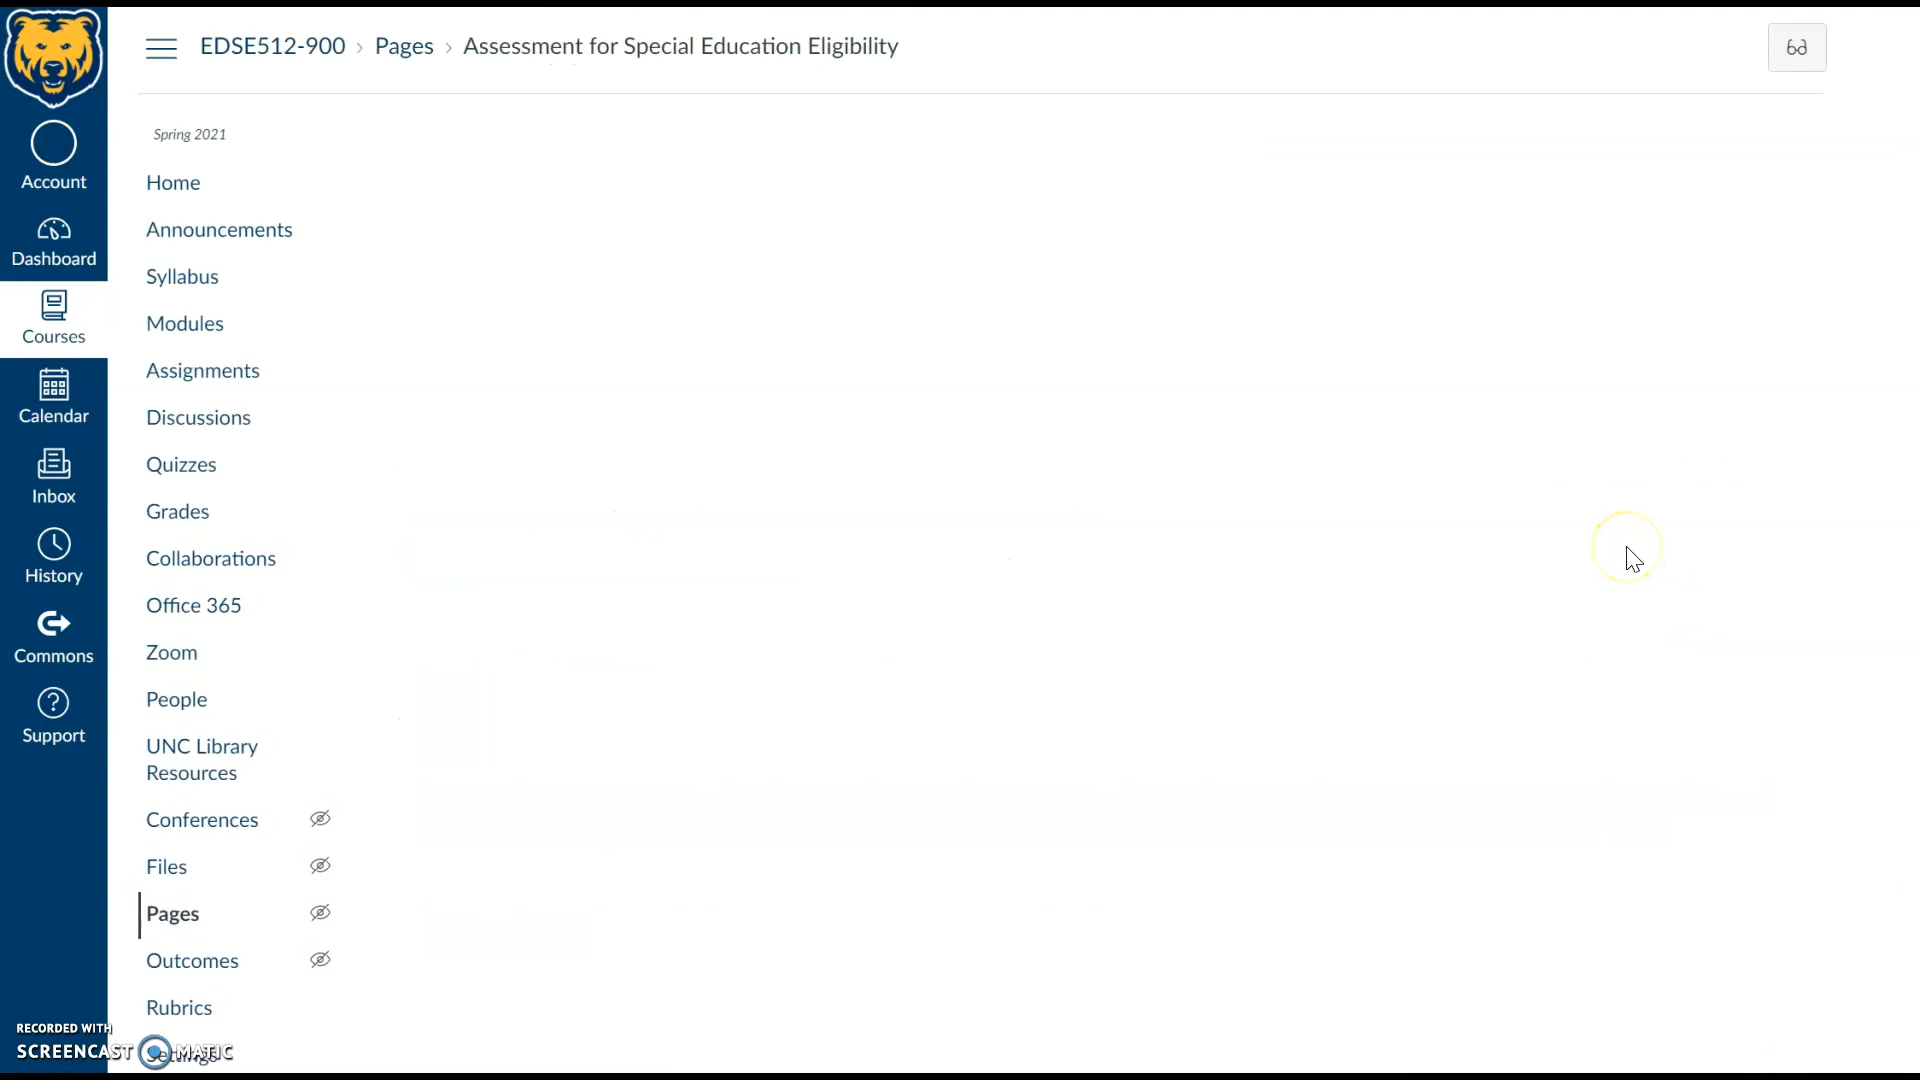 EDSE512-900 › Pages › Assessment for Special Education Eligibility
Account
Dashboard
Courses
Calendar
Inbox
History
Commons
Support
Spring 2021
Home
Announcements
Syllabus
Modules
Assignments
Discussions
Quizzes
Grades
Collaborations
Office 365
Zoom
People
UNC Library
Resources
Conferences
Files
Pages
Outcomes
Rubrics
Settings
RECORDED WITH
SCREENCAST MATIC